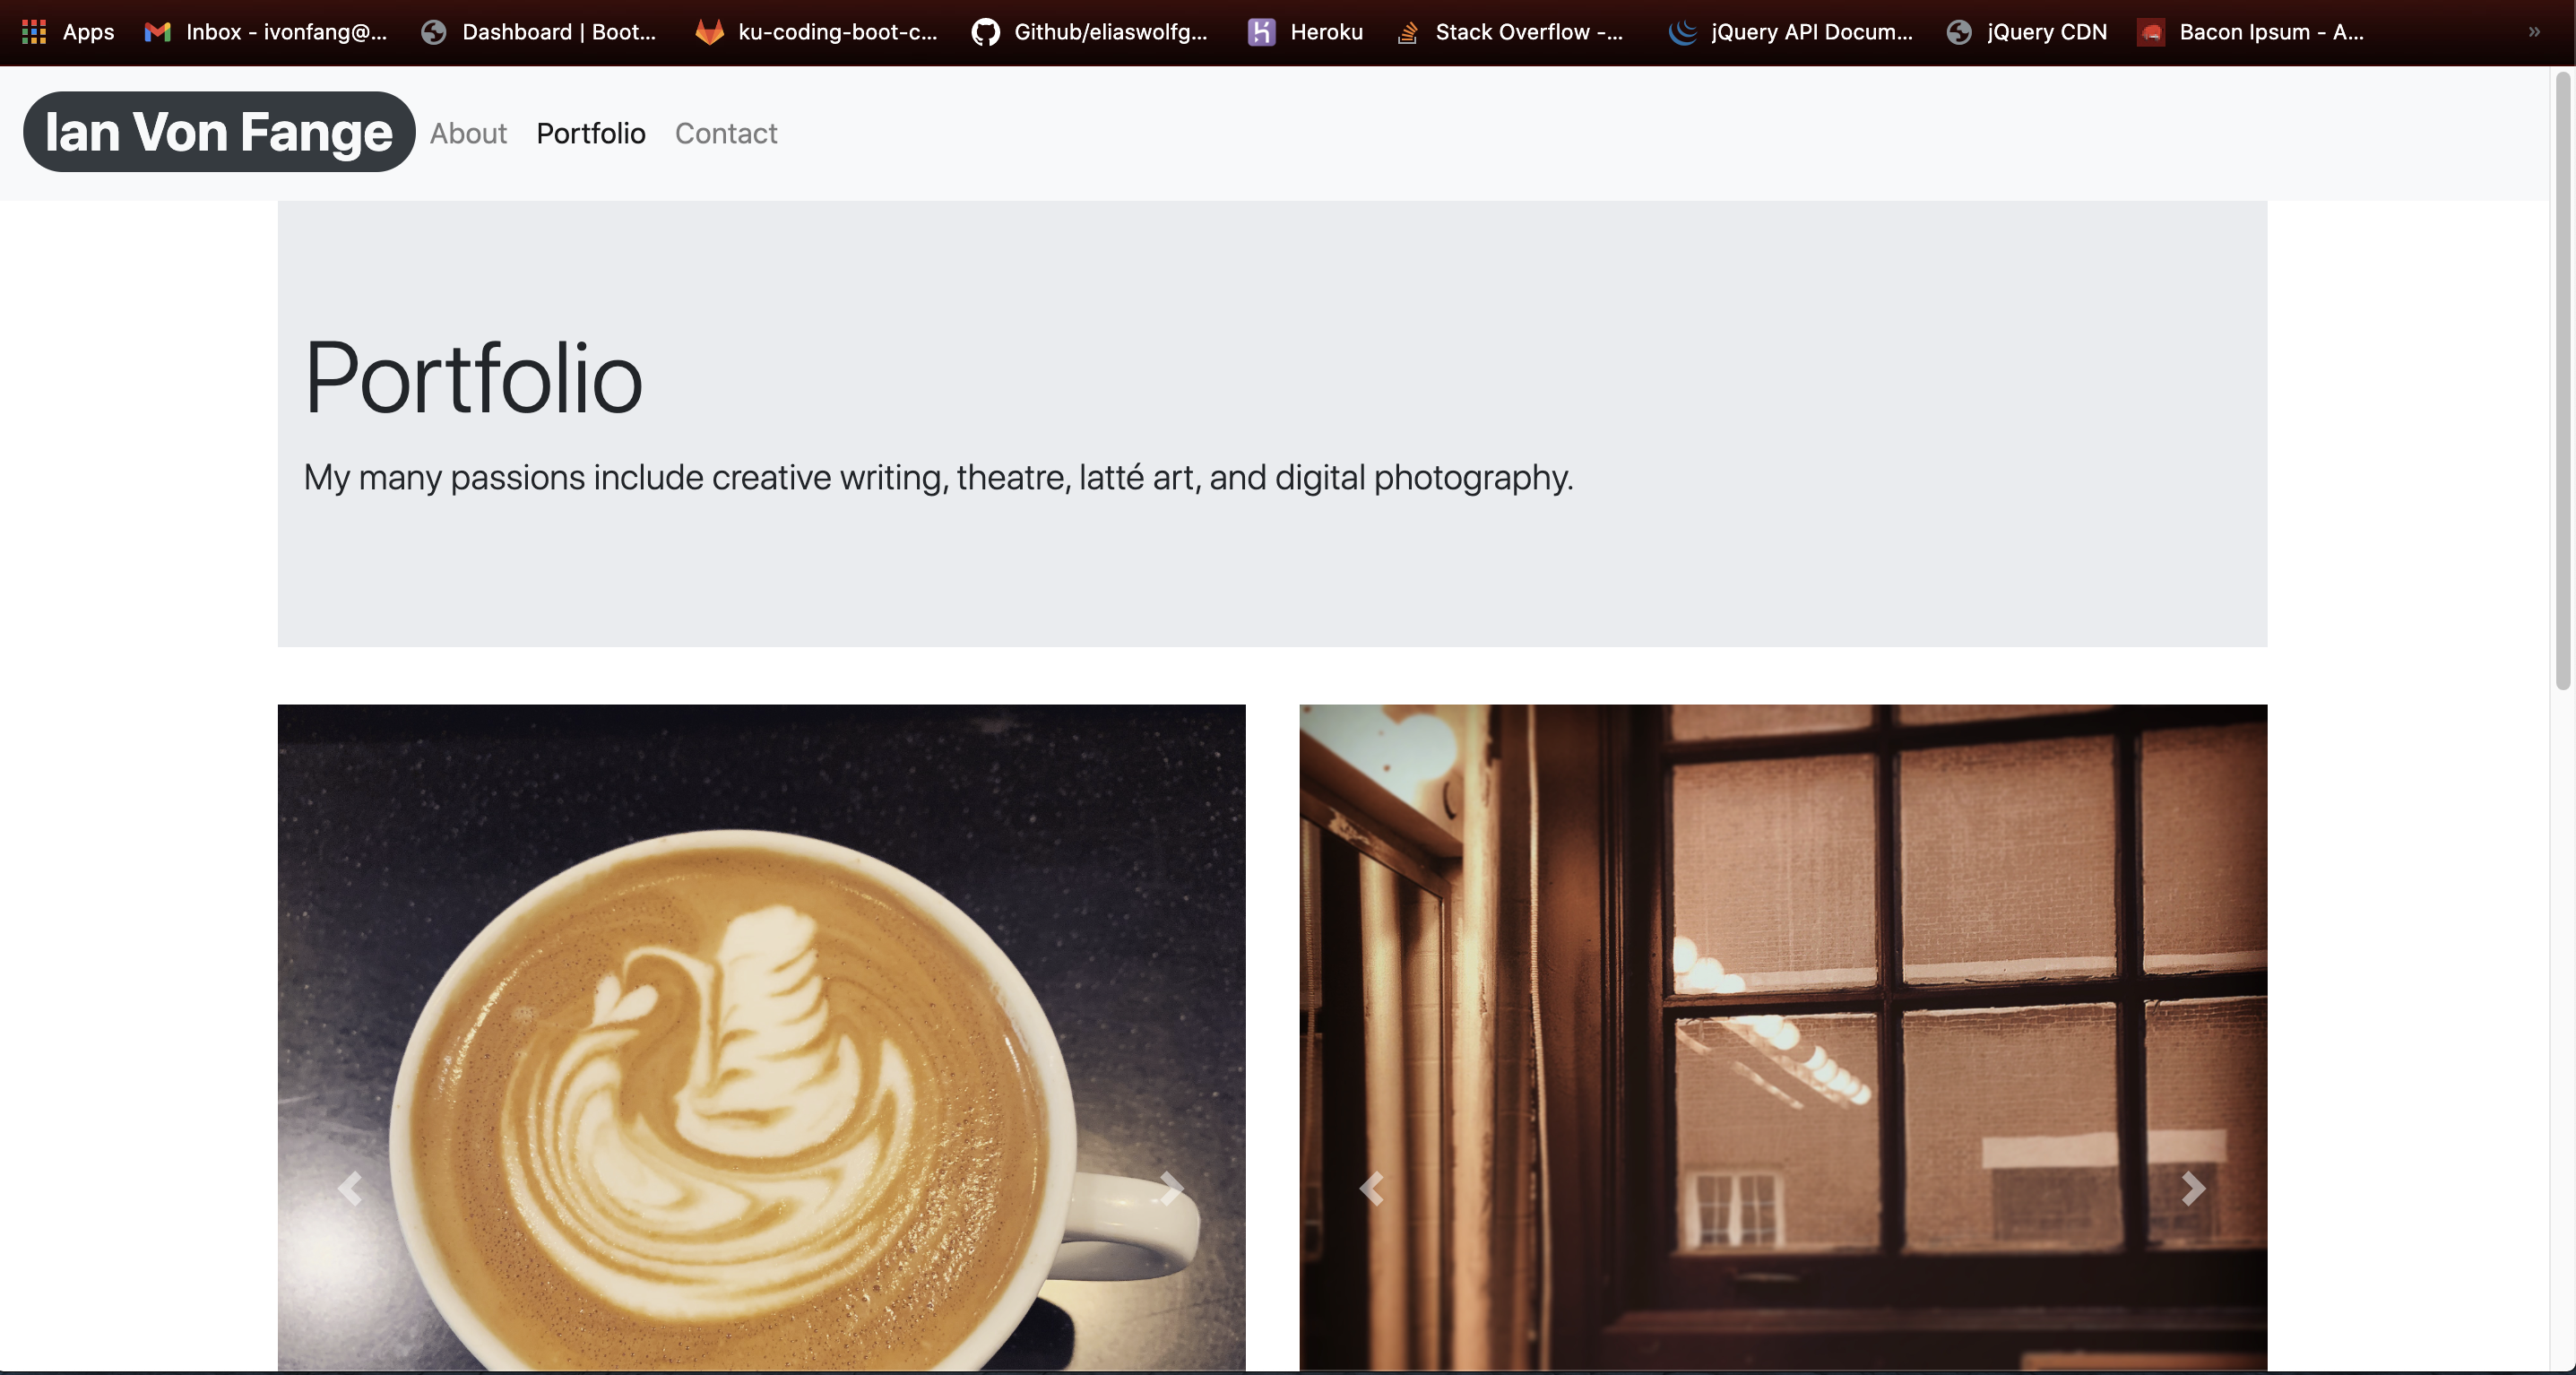 Apps Inbox - ivonfang@... Dashboard | Boot... ku-coding-boot-c... Github/eliaswolfg... Heroku Stack Overflow -... jQuery API Docum... jQuery CDN Bacon Ipsum - A... »
Ian Von Fange About Portfolio Contact
Portfolio
My many passions include creative writing, theatre, latté art, and digital photography.